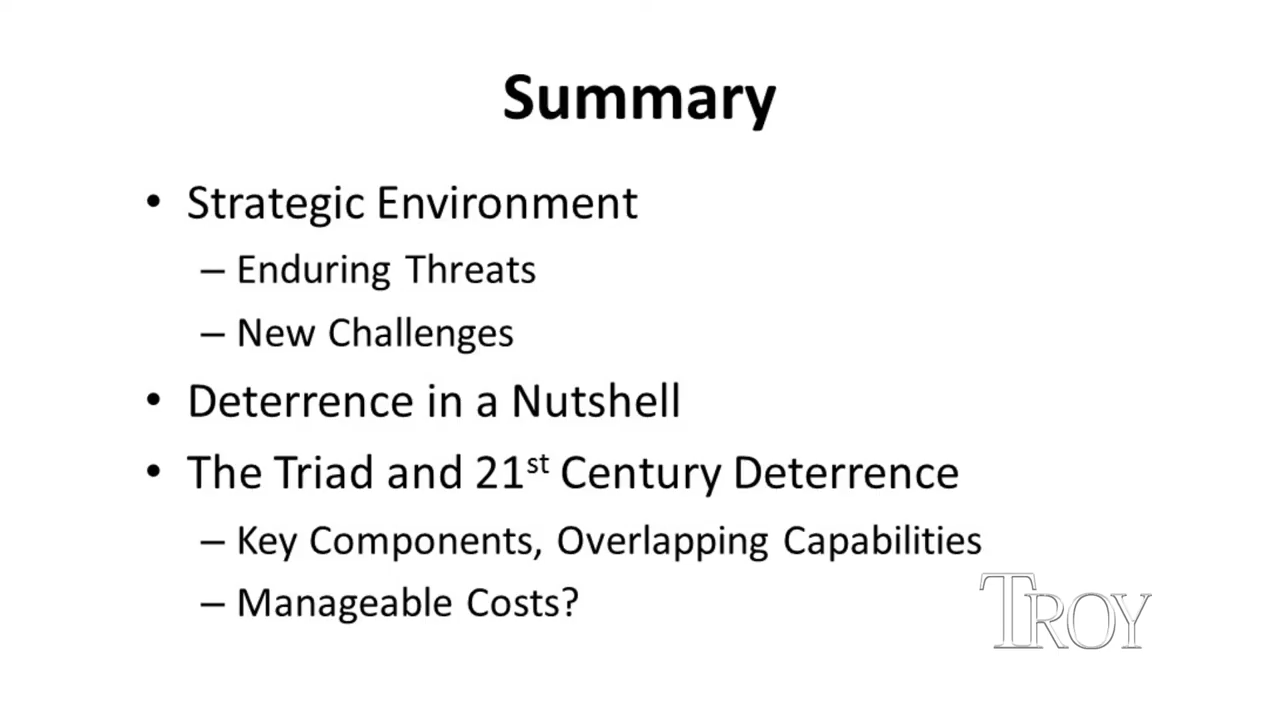 Summary
• Strategic Environment
– Enduring Threats
– New Challenges
• Deterrence in a Nutshell
• The Triad and 21st Century Deterrence
– Key Components, Overlapping Capabilities
– Manageable Costs?
TROY